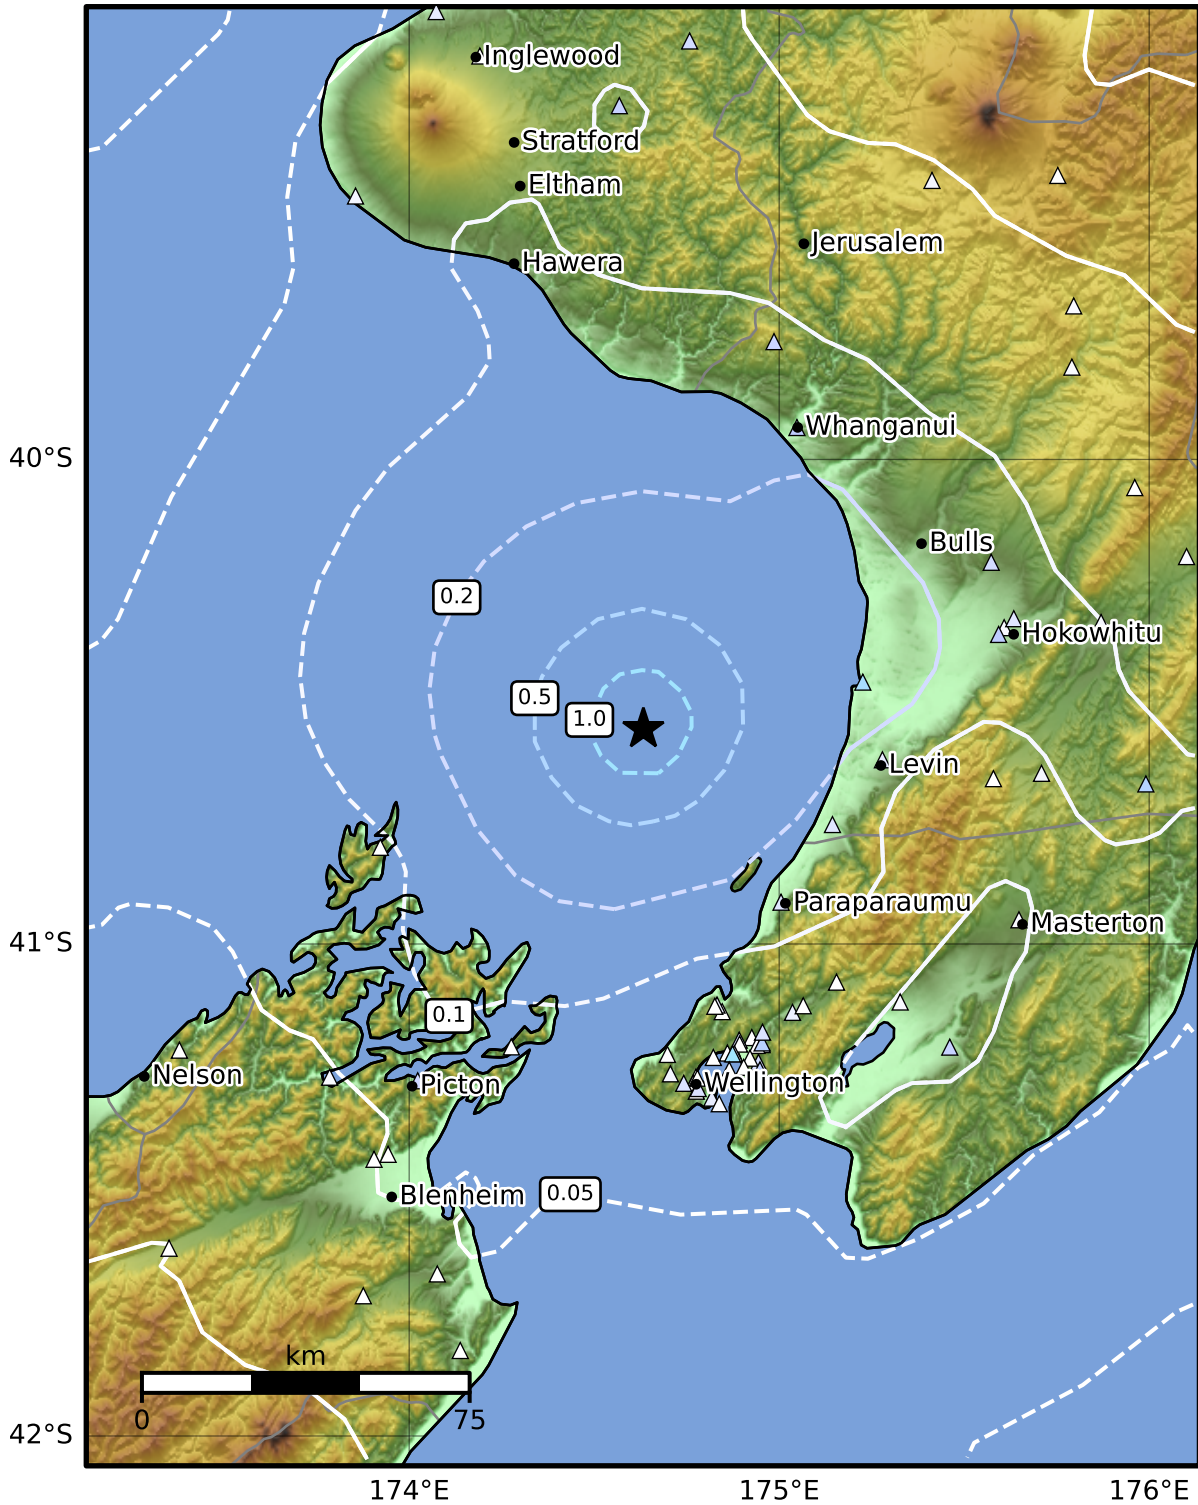 Inglewood
Stratford
Eltham
Jerusalem
Hawera
Whanganui
40°S
Bulls
0.2
Hokowhitu
0.5
1.0
Levin
Paraparaumu
Masterton
41°S
0.1
Nelson
Picton
Wellington
Blenheim
0.05
km
0
75
42°S
174°E
175°E
176°E